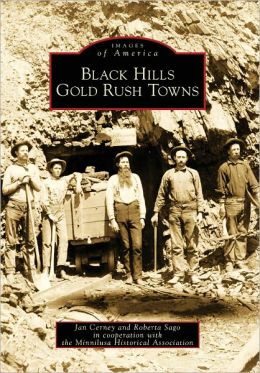 IMAGES
of America
BLACK HILLS
GOLD RUSH TOWNS
Jan Cerney and Roberta Sago
in cooperation with
the Minnilusa Historical Association